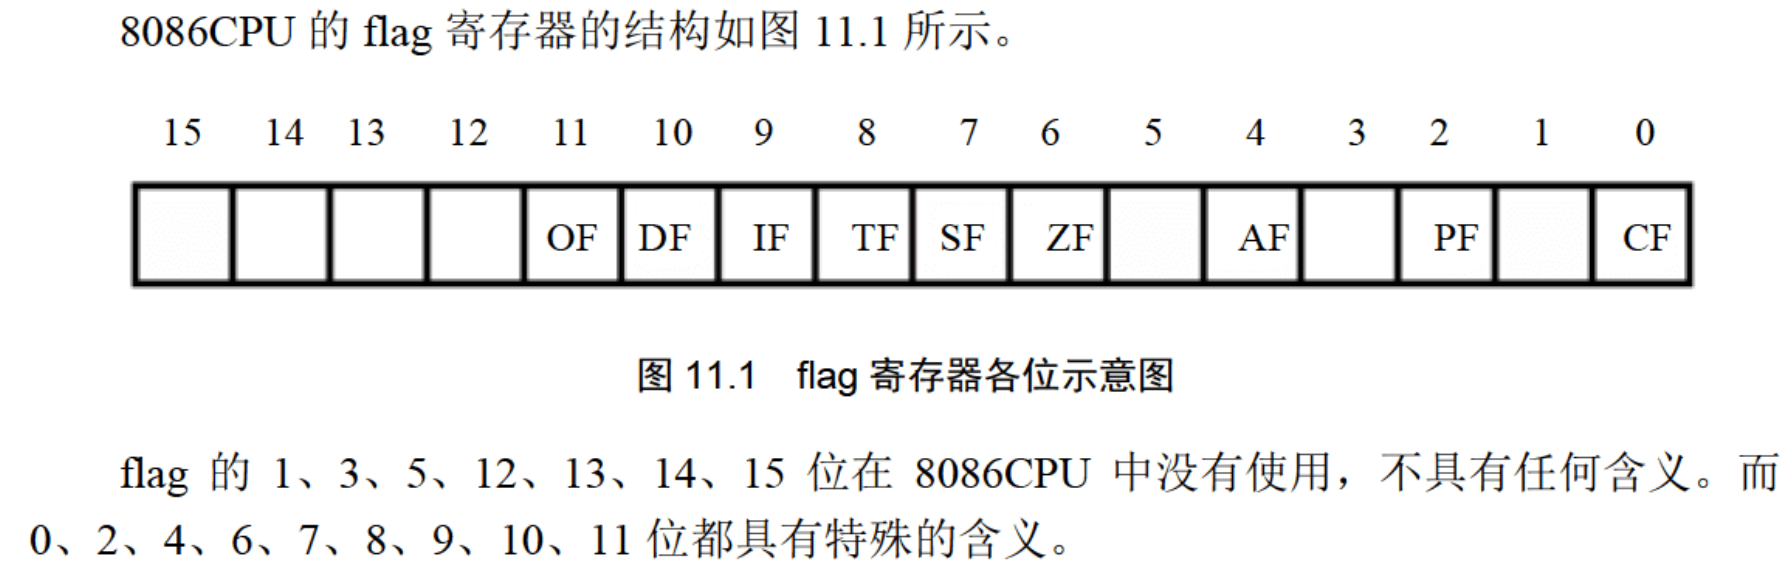 8086CPU 的 flag 寄存器的结构如图 11.1 所示。
15 14 13 12 11 10 9 8 7 6 5 4 3 2 1 0
OF DF IF TF SF ZF AF PF CF
图 11.1 flag 寄存器各位示意图
flag 的 1、3、5、12、13、14、15 位在 8086CPU 中没有使用，不具有任何含义。而
0、2、4、6、7、8、9、10、11 位都具有特殊的含义。